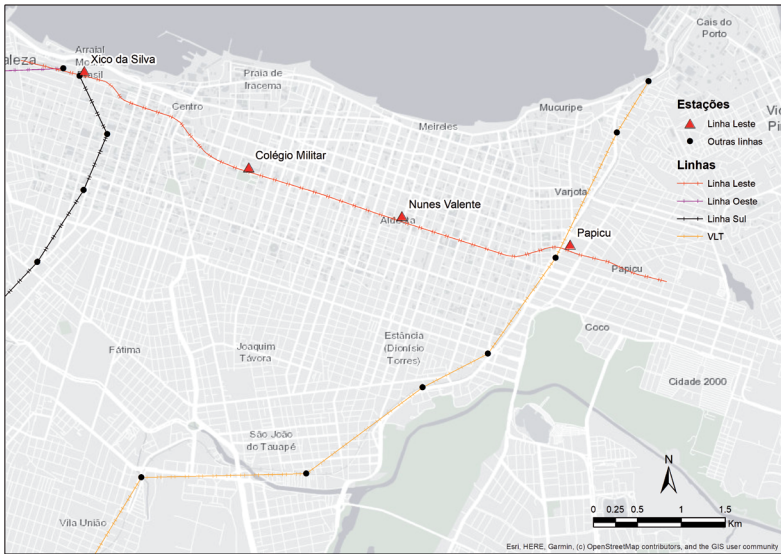 Cais do
Porto
Arraial
Xico da Silva
aleza
Praia de
Iracema
Centro
Mucuripe
Meireles
Estações
Linha Leste
Outras linhas
Colégio Militar
Linhas
Linha Leste
Linha Oeste
Linha Sul
VLT
Varjota
Nunes Valente
Papicu
Papicu
Coco
Fátima
Joaquim
Távora
Estância
(Dionísio
Torres)
Cidade 2000
São João
do Tauapé
Vila União
N
0 0.25 0.5 1 1.5
Km
Esri, HERE, Garmin, (c) OpenStreetMap contributors, and the GIS user community